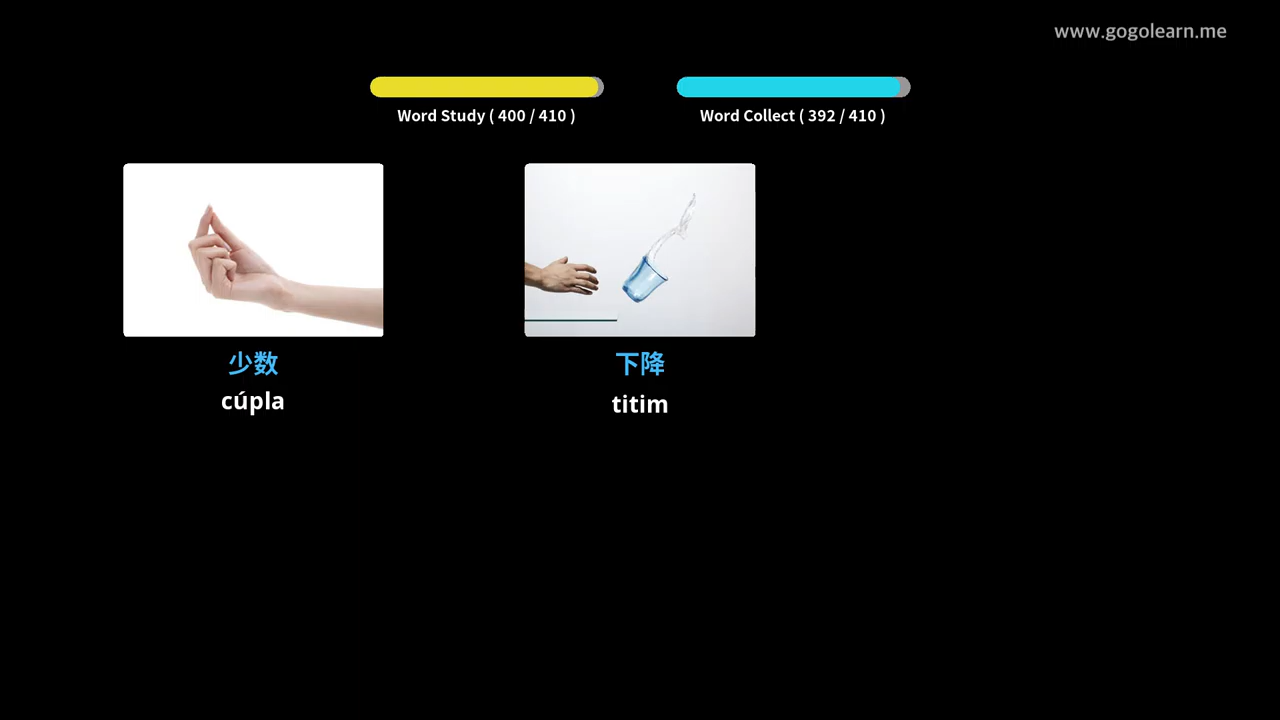 www.gogolearn.me
Word Study ( 400 / 410 )
Word Collect ( 392 / 410 )
少数
cúpla
下降
titim